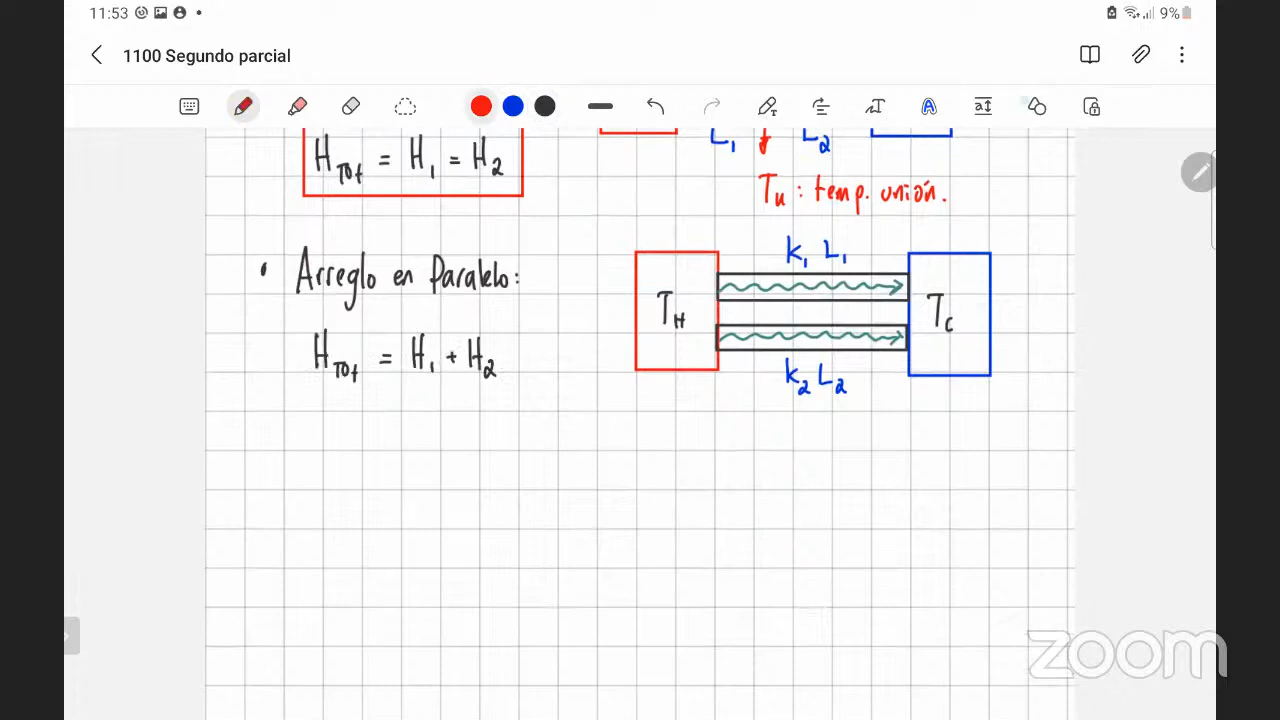 11:53
9%
1100 Segundo parcial
H_Tot = H_1 = H_2
L_1 L_2
T_u : temp. unión.
• Arreglo en Paralelo:
k_1 L_1
T_H
T_C
H_Tot = H_1 + H_2
k_2 L_2
zoom